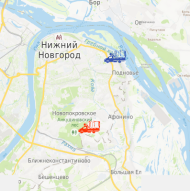 Бор
Нижний
Новгород
Подновье
Новопокровское
Афонино
Ближнеконстантиново
Бешенцево
Большая Ел